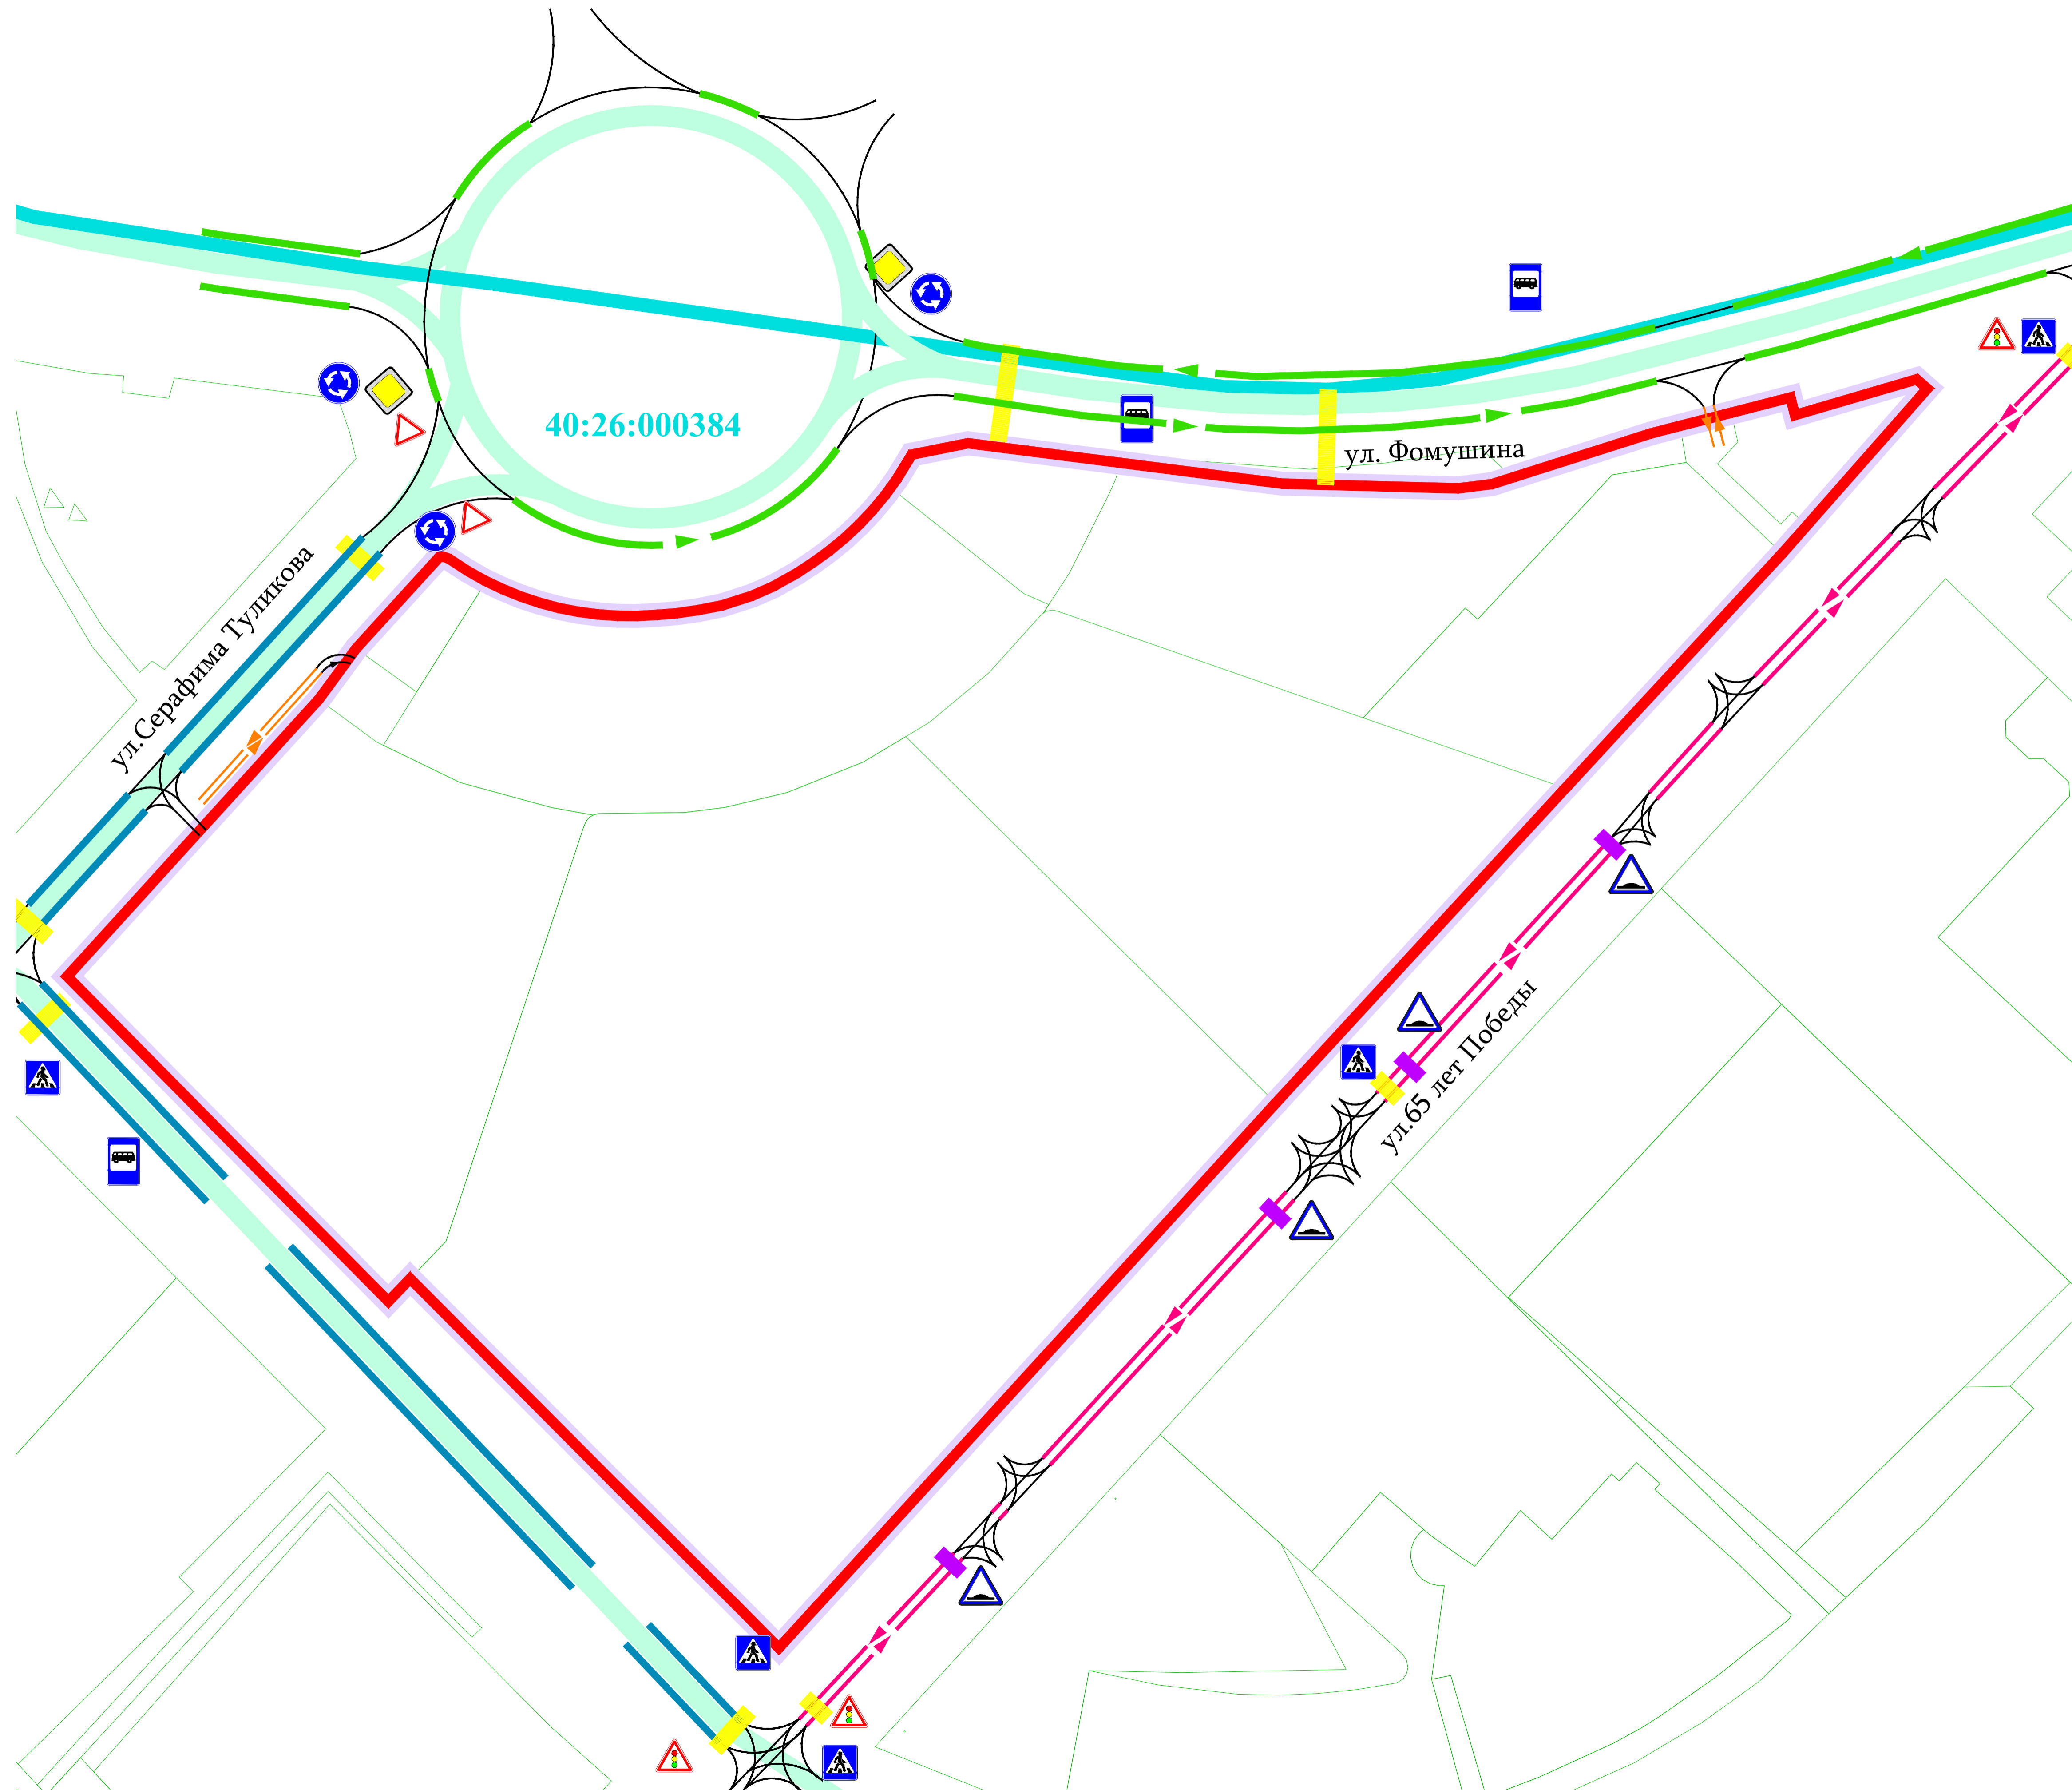 40:26:000384
ул. Фомушина
ул.Серафима Туликова
ул.65 лет Победы